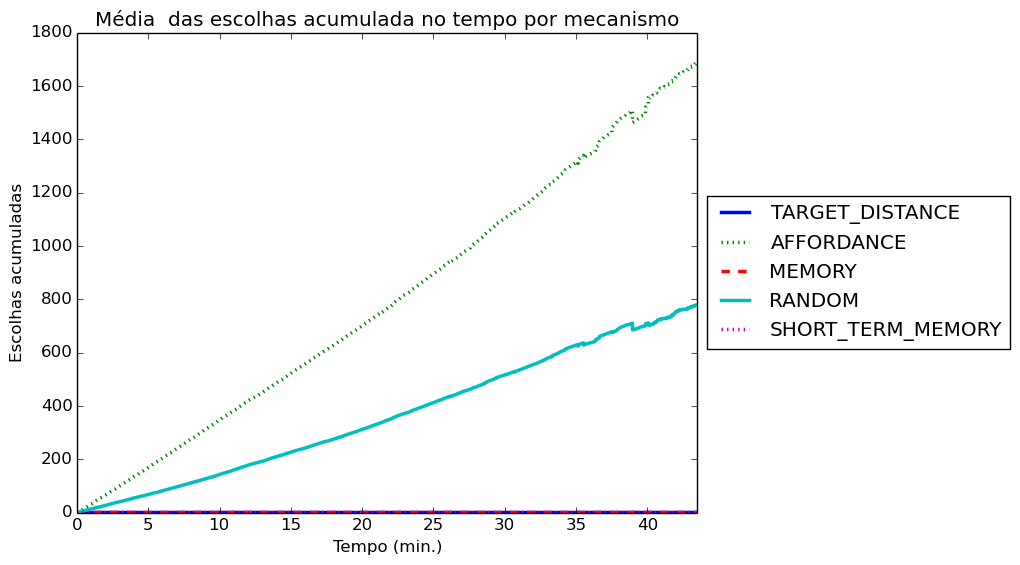 Média  das escolhas acumulada no tempo por mecanismo
1800
1600
1400
1200
1000
800
600
400
200
0
Escolhas acumuladas
0 5 10 15 20 25 30 35 40
Tempo (min.)
TARGET_DISTANCE
AFFORDANCE
MEMORY
RANDOM
SHORT_TERM_MEMORY